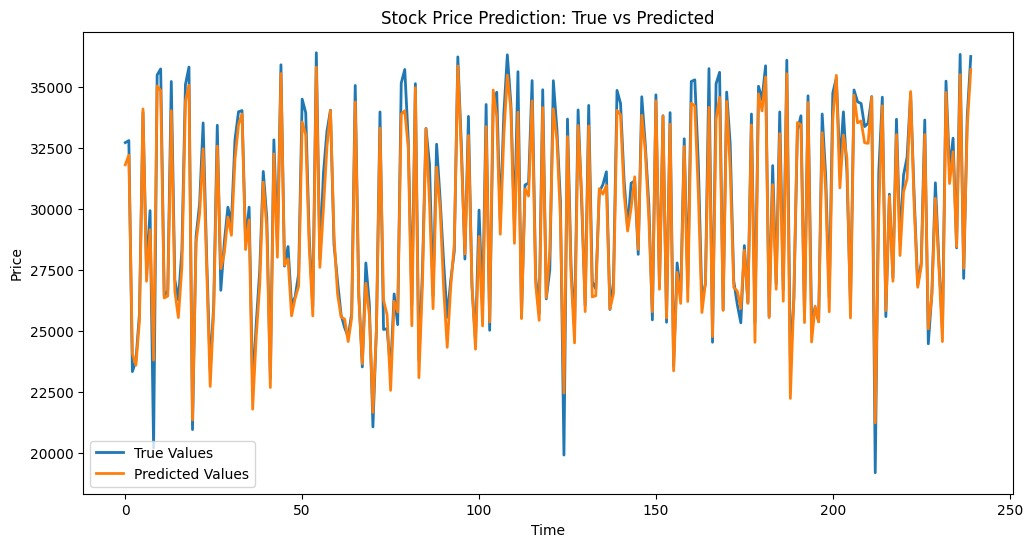 Stock Price Prediction: True vs Predicted
Price
35000
32500
30000
27500
25000
22500
20000
True Values
Predicted Values
0
50
100
150
200
250
Time